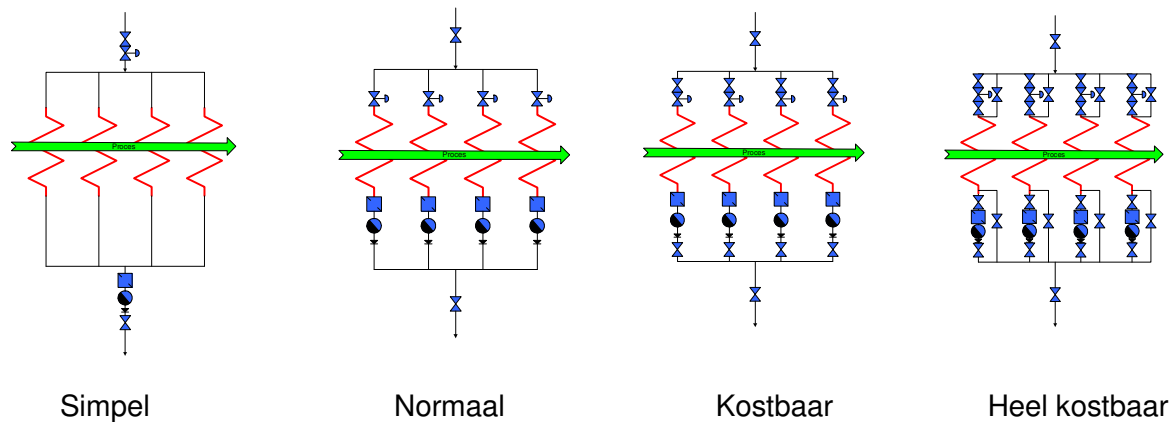 Proces
Proces
Proces
Proces
Simpel
Normaal
Kostbaar
Heel kostbaar